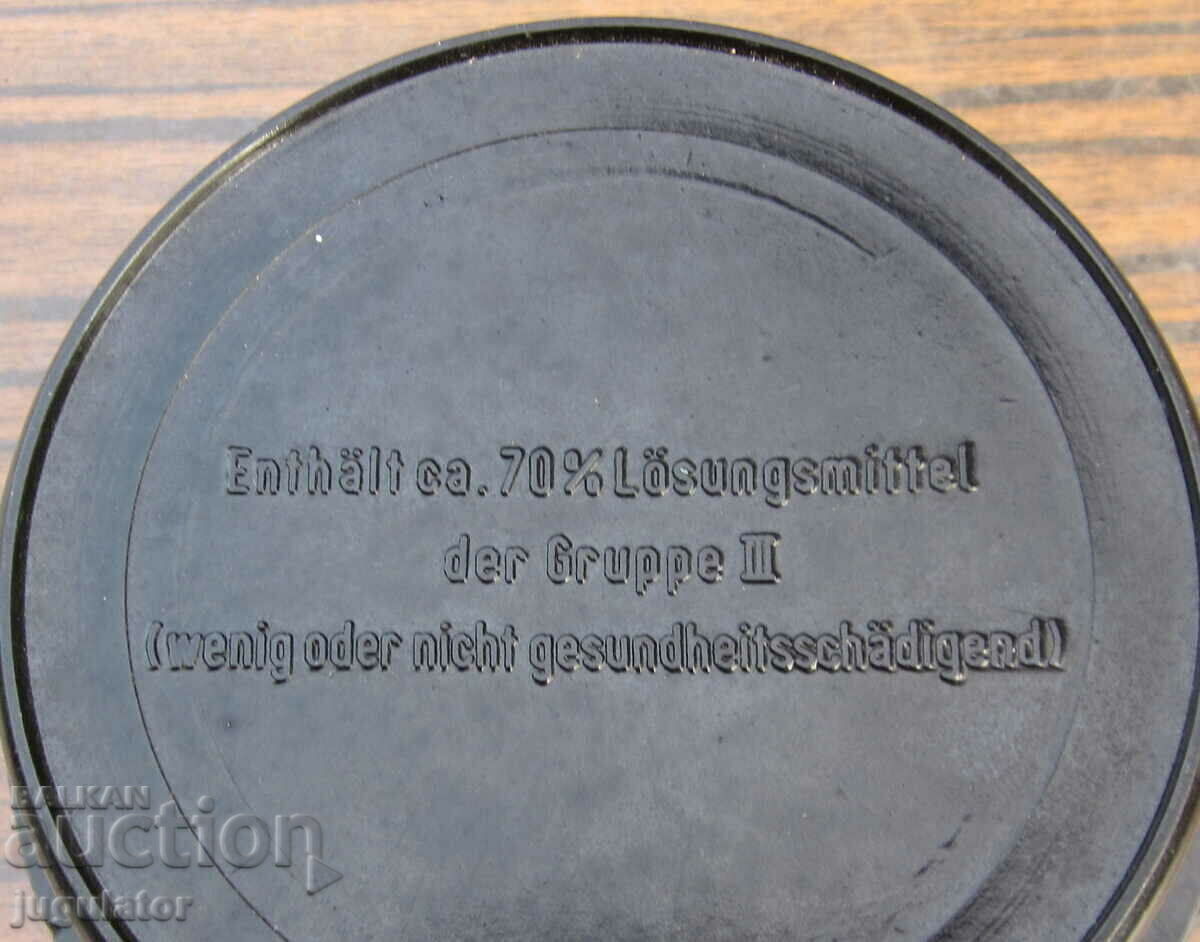 Enthält ca. 70% Lösungsmittel
der Gruppe III
(wenig oder nicht gesundheitsschädigend)
BALKAN
auction
jugulator